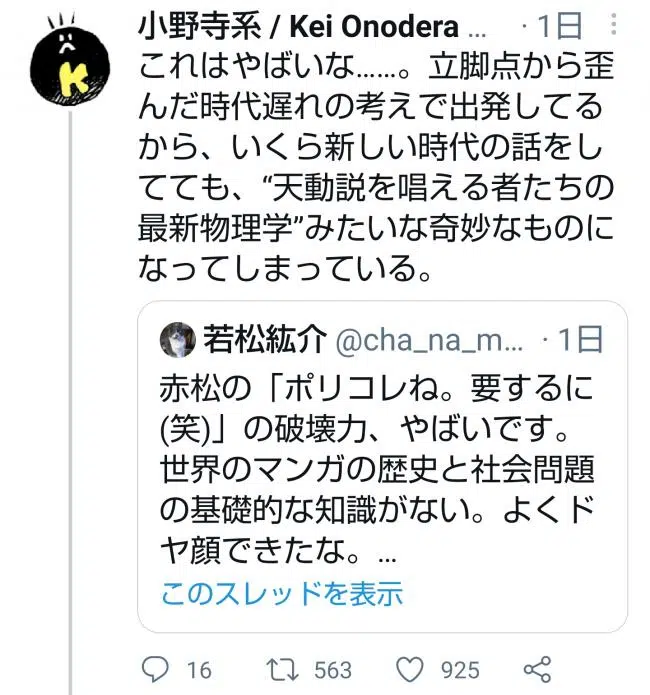 小野寺系 / Kei Onodera ... · 1日
これはやばいな……。立脚点から歪
んだ時代遅れの考えで出発してる
から、いくら新しい時代の話をし
てても、“天動説を唱える者たちの
最新物理学”みたいな奇妙なものに
なってしまっている。
若松紘介 @cha_na_m... · 1日
赤松の「ポリコレね。要するに
(笑)」の破壊力、やばいです。
世界のマンガの歴史と社会問題
の基礎的な知識がない。よくド
ヤ顔できたな。...
このスレッドを表示
16 563 925